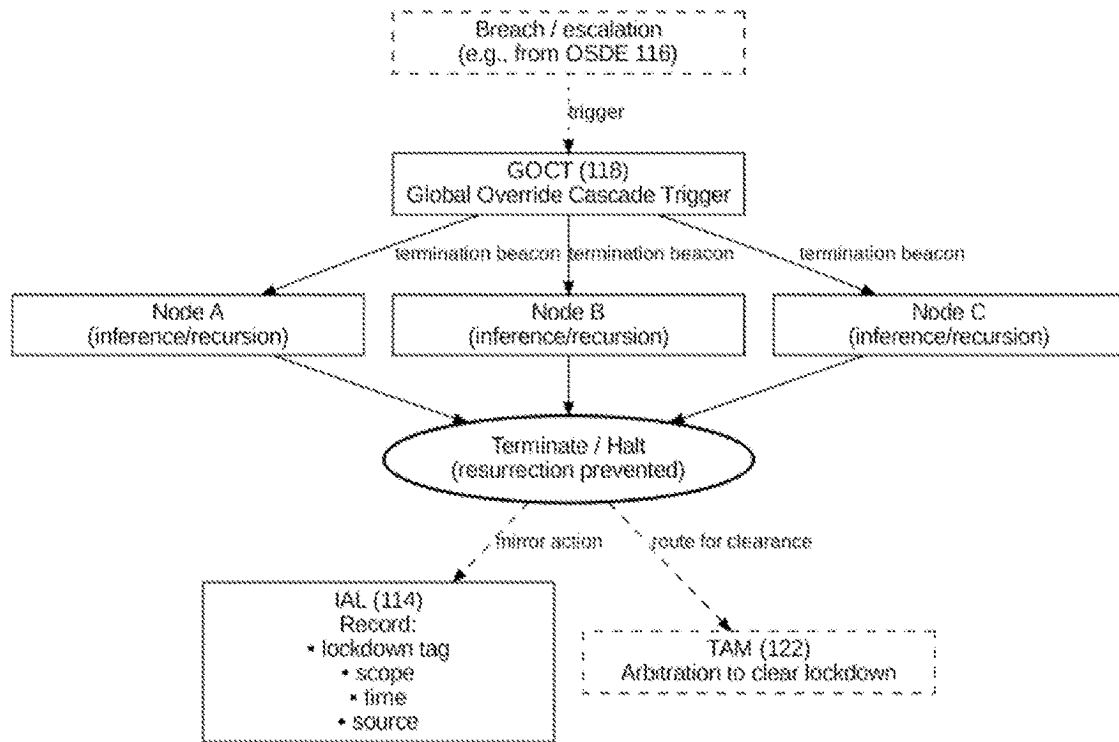 Breach / escalation
(e.g., from OSDE 116)
trigger
GOCT (118)
Global Override Cascade Trigger
termination beacon
termination beacon
termination beacon
Node A
(inference/recursion)
Node B
(inference/recursion)
Node C
(inference/recursion)
Terminate / Halt
(resurrection prevented)
mirror action
route for clearance
IAL (114)
Record:
• lockdown tag
• scope
• time
• source
TAM (122)
Arbitration to clear lockdown